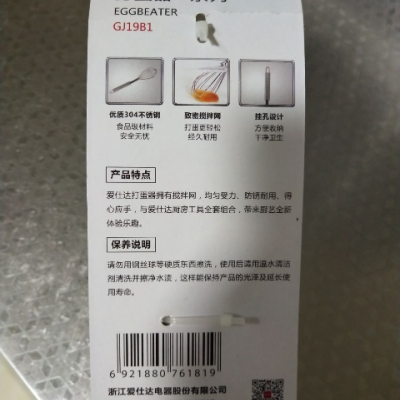 EGGBEATER
GJ19B1
优质304不锈钢
食品级材料
安全无忧
致密搅拌网
打蛋更轻松
经久耐用
挂孔设计
方便收纳
干净卫生
产品特点
爱仕达打蛋器拥有搅拌网，均匀受力、防锈耐用、得
心应手，与爱仕达厨房工具全套组合，带来厨艺全新
体验乐趣。
保养说明
请勿用钢丝球等硬质东西擦洗，使用后请用温水清洁
剂清洗并擦净水渍，这样能保持产品的光泽及延长使
用寿命。
6 921880 761819
浙江爱仕达电器股份有限公司